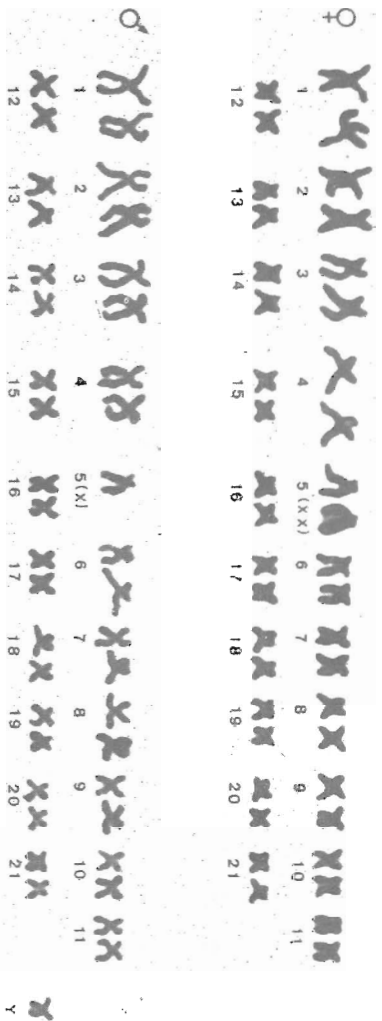 ♀
1 2 3 4 5(xx) 6 7 8 9 10 11
12 13 14 15 16 17 18 19 20 21
♂
1 2 3 4 5(x) 6 7 8 9 10 11
12 13 14 15 16 17 18 19 20 21 Y